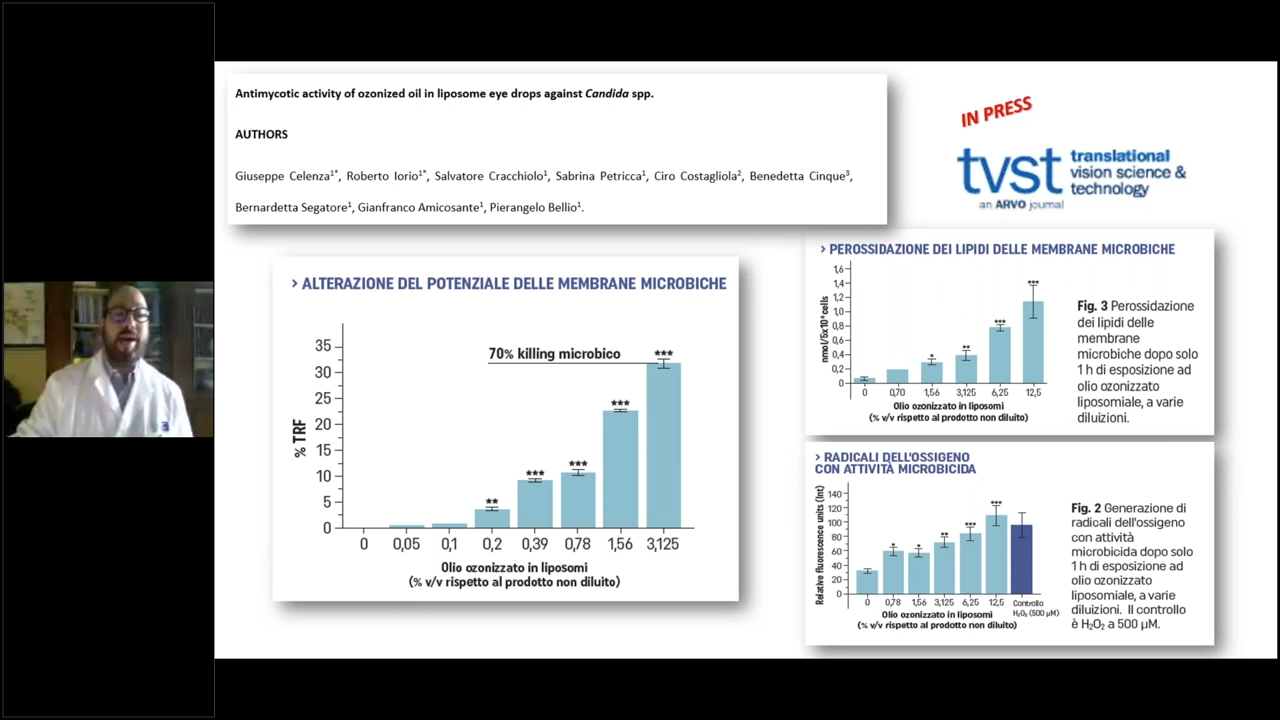 Antimycotic activity of ozonized oil in liposome eye drops against Candida spp.
AUTHORS
Giuseppe Celenza1*, Roberto Iorio1*, Salvatore Cracchiolo1, Sabrina Petricca1, Ciro Costagliola2, Benedetta Cinque3,
Bernardetta Segatore1, Gianfranco Amicosante1, Pierangelo Bellio1.
IN PRESS
tvst translational
vision science &
technology
an ARVO journal
> ALTERAZIONE DEL POTENZIALE DELLE MEMBRANE MICROBICHE
70% killing microbico
% TRF
35
30
25
20
15
10
5
0
** *** *** *** ***
0 0,05 0,1 0,2 0,39 0,78 1,56 3,125
Olio ozonizzato in liposomi
(% v/v rispetto al prodotto non diluito)
> PEROSSIDAZIONE DEI LIPIDI DELLE MEMBRANE MICROBICHE
nmol/5x10⁶ cells
1,6
1,4
1,2
1,0
0,8
0,6
0,4
0,2
0
* ** *** ***
0 0,70 1,56 3,125 6,25 12,5
Olio ozonizzato in liposomi
(% v/v rispetto al prodotto non diluito)
Fig. 3 Perossidazione
dei lipidi delle
membrane
microbiche dopo solo
1 h di esposizione ad
olio ozonizzato
liposomiale, a varie
diluizioni.
> RADICALI DELL'OSSIGENO
CON ATTIVITÀ MICROBICIDA
Relative fluorescence units (Int)
140
120
100
80
60
40
20
0
* * ** *** ***
0 0,78 1,56 3,125 6,25 12,5 Controllo
H₂O₂ (500 µM)
Olio ozonizzato in liposomi
(% v/v rispetto al prodotto non diluito)
Fig. 2 Generazione di
radicali dell'ossigeno
con attività
microbicida dopo solo
1 h di esposizione ad
olio ozonizzato
liposomiale, a varie
diluizioni. Il controllo
è H₂O₂ a 500 µM.